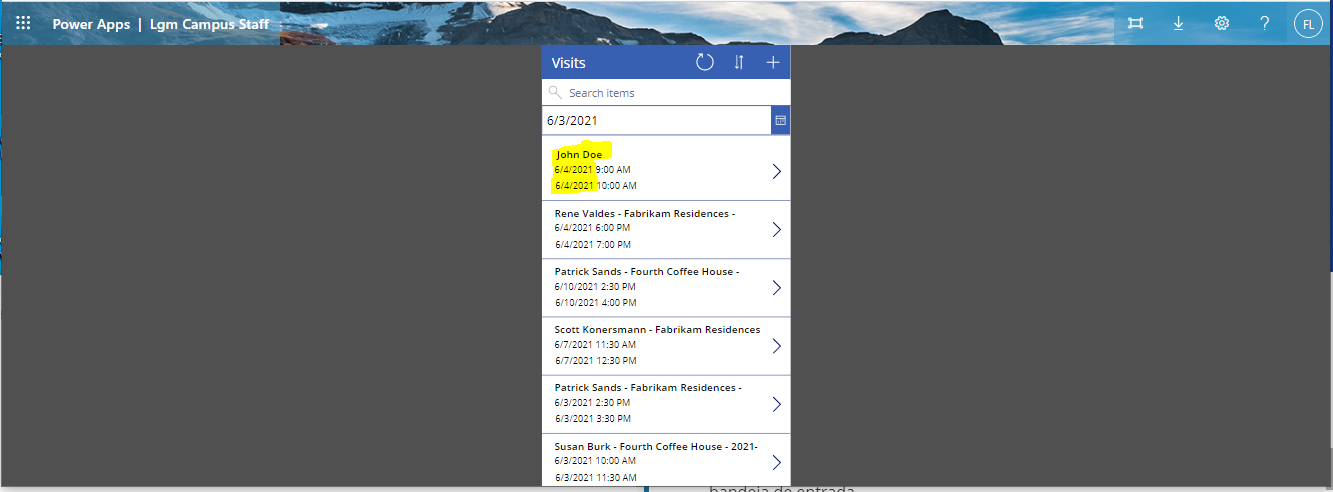 Power Apps | Lgm Campus Staff
? FL
Visits
Search items
6/3/2021
John Doe
6/4/2021 9:00 AM
6/4/2021 10:00 AM
Rene Valdes - Fabrikam Residences -
6/4/2021 6:00 PM
6/4/2021 7:00 PM
Patrick Sands - Fourth Coffee House -
6/10/2021 2:30 PM
6/10/2021 4:00 PM
Scott Konersmann - Fabrikam Residences
6/7/2021 11:30 AM
6/7/2021 12:30 PM
Patrick Sands - Fabrikam Residences -
6/3/2021 2:30 PM
6/3/2021 3:30 PM
Susan Burk - Fourth Coffee House - 2021-
6/3/2021 10:00 AM
6/3/2021 11:30 AM
bandeja de entrada